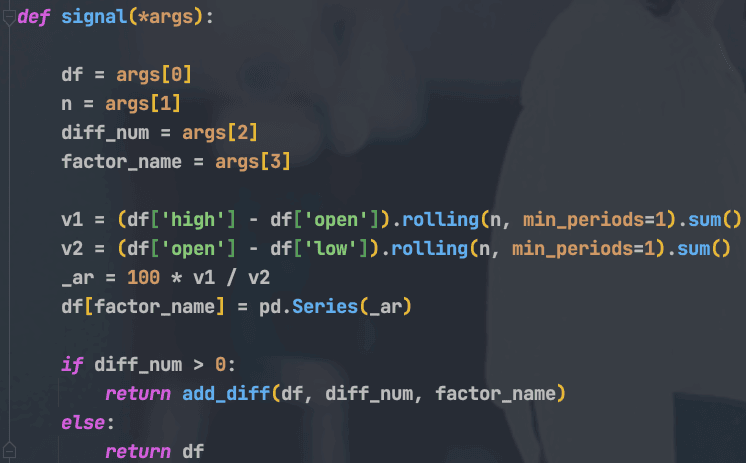 def signal(*args):
    df = args[0]
    n = args[1]
    diff_num = args[2]
    factor_name = args[3]
    v1 = (df['high'] - df['open']).rolling(n, min_periods=1).sum()
    v2 = (df['open'] - df['low']).rolling(n, min_periods=1).sum()
    _ar = 100 * v1 / v2
    df[factor_name] = pd.Series(_ar)
    if diff_num > 0:
        return add_diff(df, diff_num, factor_name)
    else:
        return df